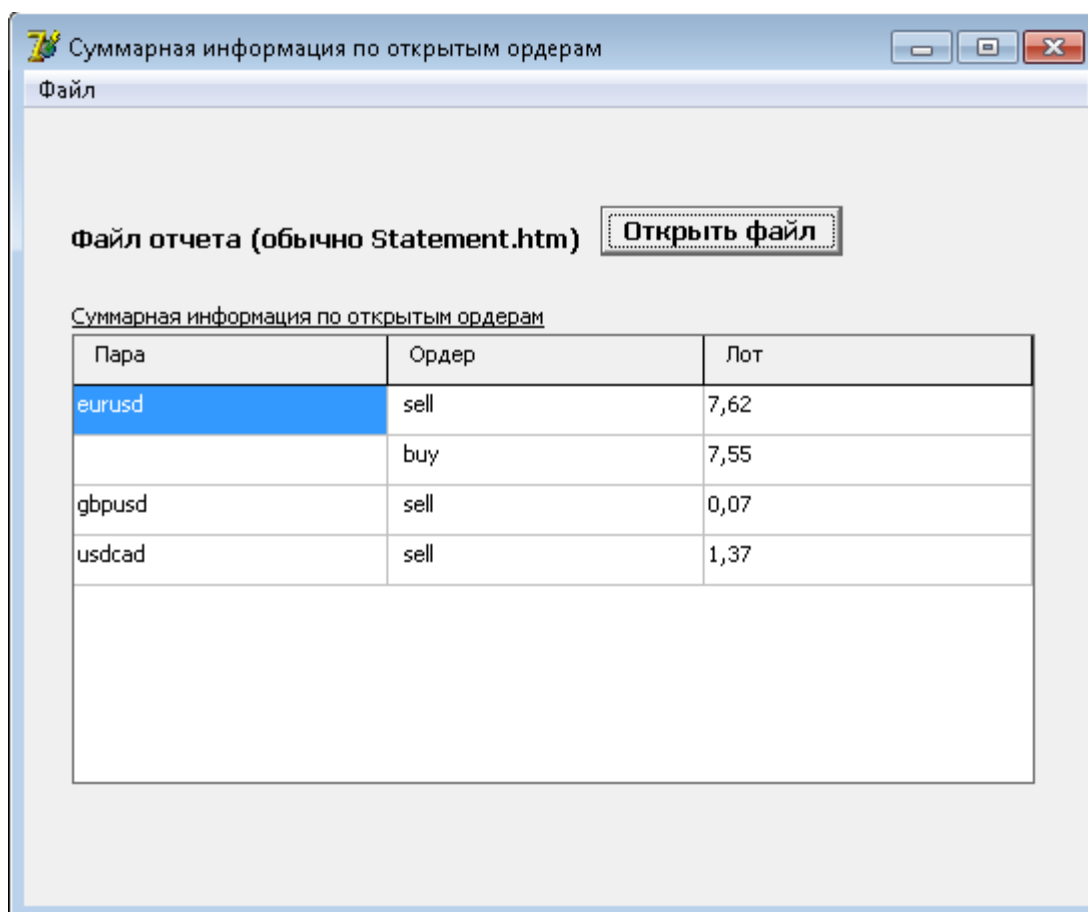 Суммарная информация по открытым ордерам
Файл
Файл отчета (обычно Statement.htm) Открыть файл
Суммарная информация по открытым ордерам
Пара Ордер Лот
eurusd sell 7,62
buy 7,55
gbpusd sell 0,07
usdcad sell 1,37